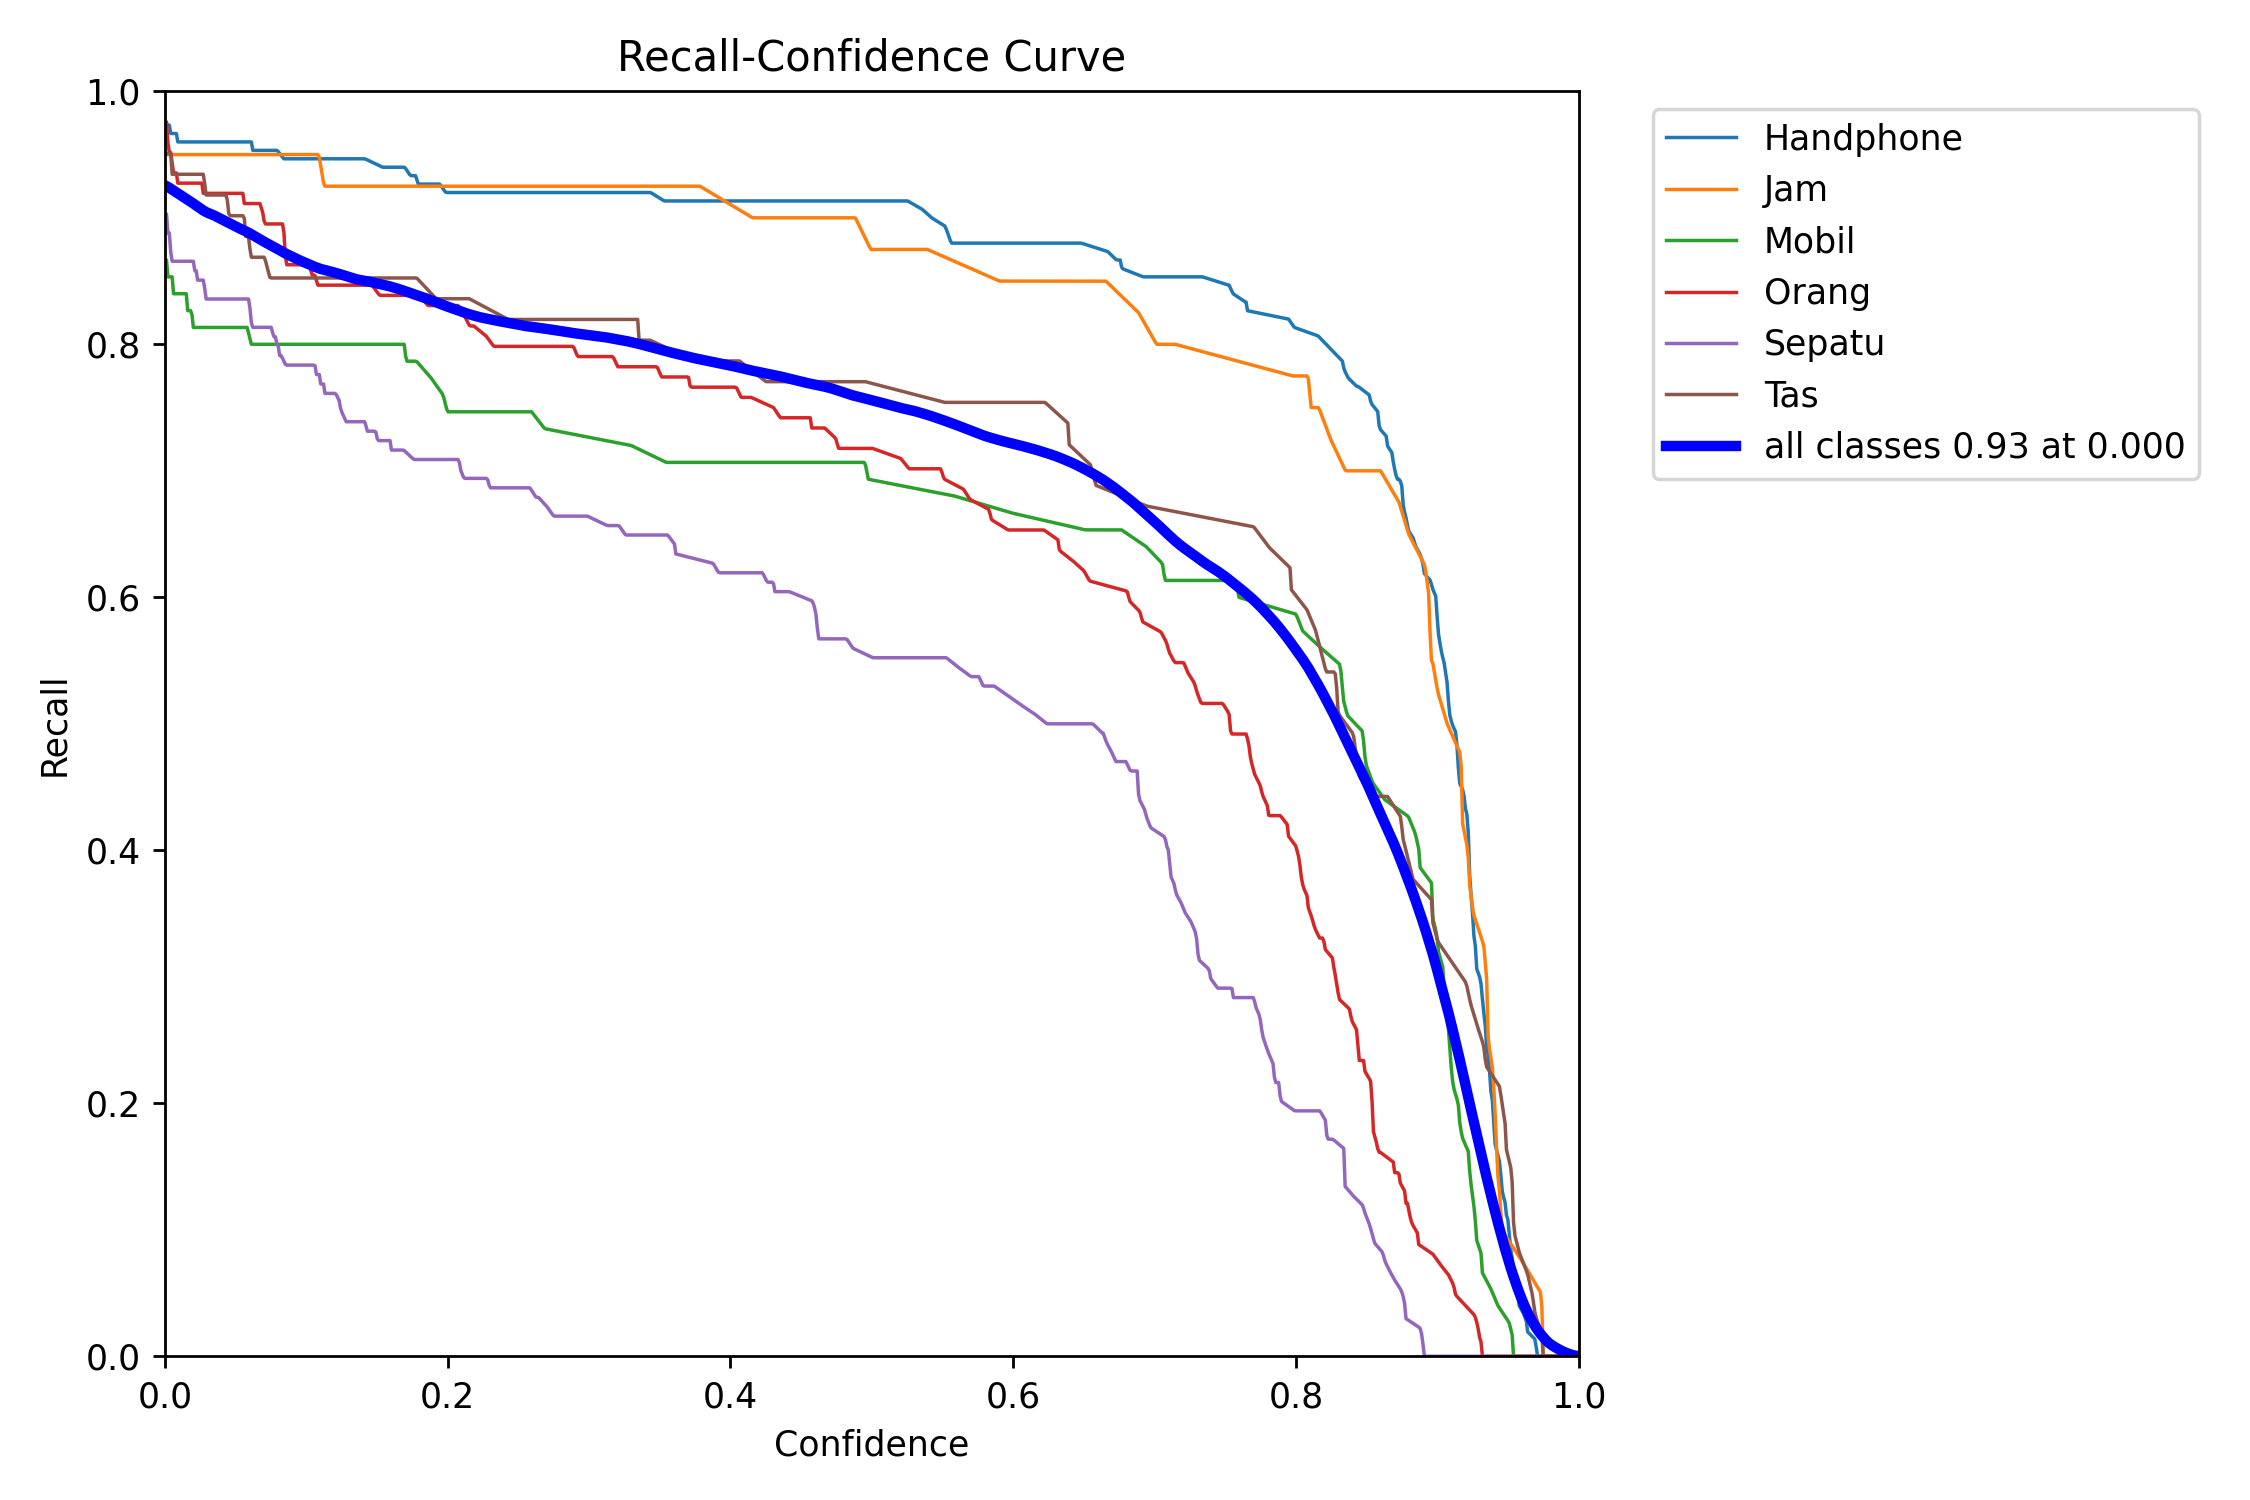 Recall-Confidence Curve
1.0
0.8
0.6
0.4
0.2
0.0
Recall
0.0 0.2 0.4 0.6 0.8 1.0
Confidence
Handphone
Jam
Mobil
Orang
Sepatu
Tas
all classes 0.93 at 0.000